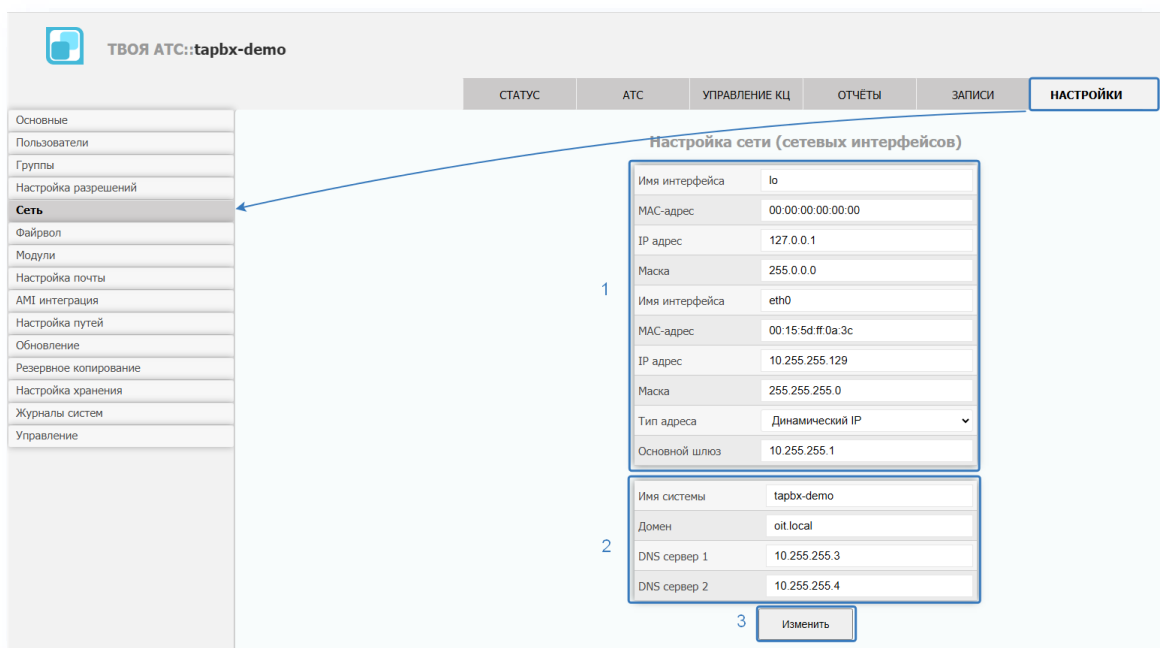 ТВОЯ АТС::tapbx-demo
СТАТУС АТС УПРАВЛЕНИЕ КЦ ОТЧЁТЫ ЗАПИСИ НАСТРОЙКИ
Основные
Пользователи
Группы
Настройка разрешений
Сеть
Файрвол
Модули
Настройка почты
AMI интеграция
Настройка путей
Обновление
Резервное копирование
Настройка хранения
Журналы систем
Управление
Настройка сети (сетевых интерфейсов)
1
Имя интерфейса lo
MAC-адрес 00:00:00:00:00:00
IP адрес 127.0.0.1
Маска 255.0.0.0
Имя интерфейса eth0
MAC-адрес 00:15:5d:ff:0a:3c
IP адрес 10.255.255.129
Маска 255.255.255.0
Тип адреса Динамический IP
Основной шлюз 10.255.255.1
2
Имя системы tapbx-demo
Домен oit.local
DNS сервер 1 10.255.255.3
DNS сервер 2 10.255.255.4
3 Изменить